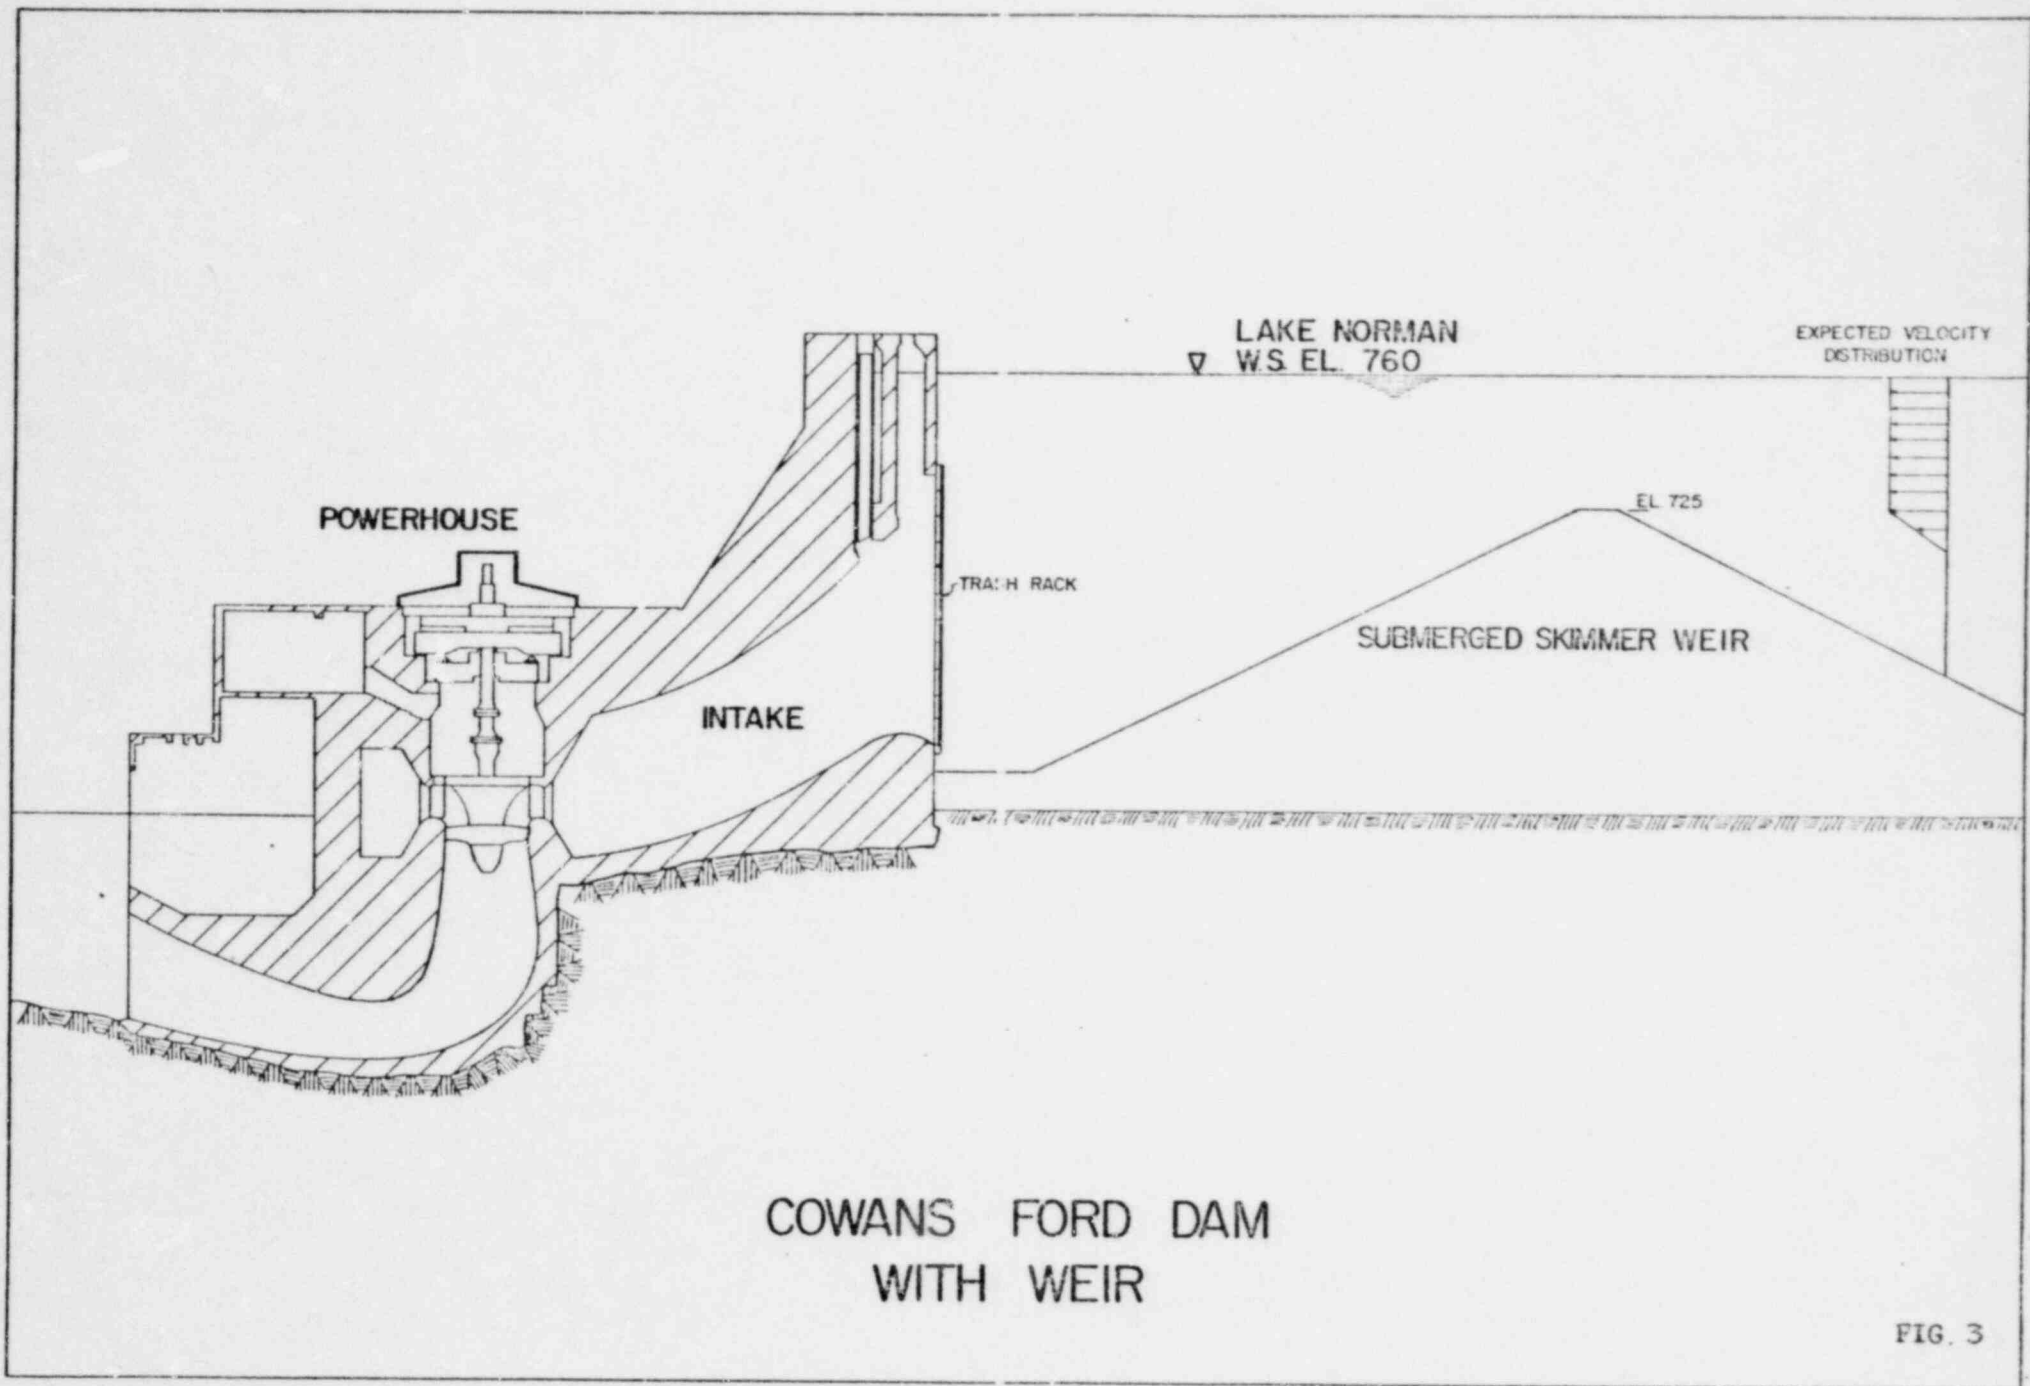 LAKE NORMAN
W.S. EL. 760
EXPECTED VELOCITY
DISTRIBUTION
EL. 725
POWERHOUSE
TRASH RACK
SUBMERGED SKIMMER WEIR
INTAKE
COWANS FORD DAM
WITH WEIR
FIG. 3